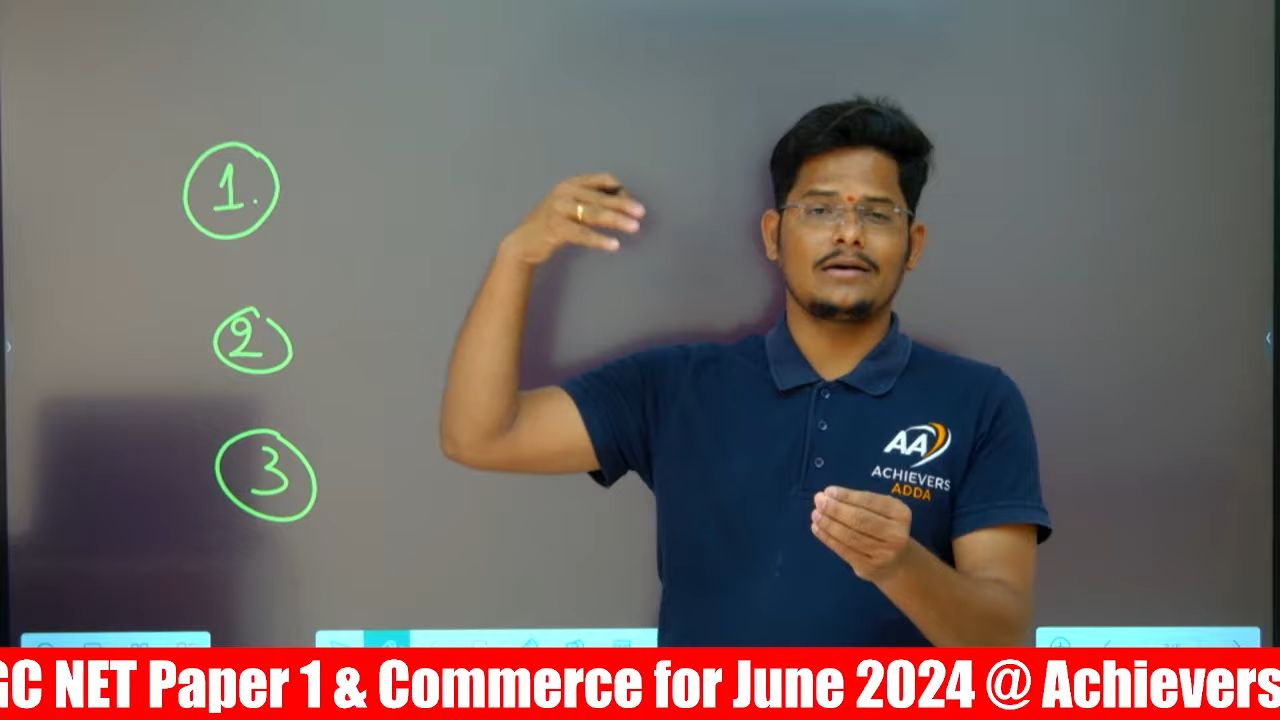 1.
2
3
AA
ACHIEVERS
ADDA
GC NET Paper 1 & Commerce for June 2024 @ Achievers